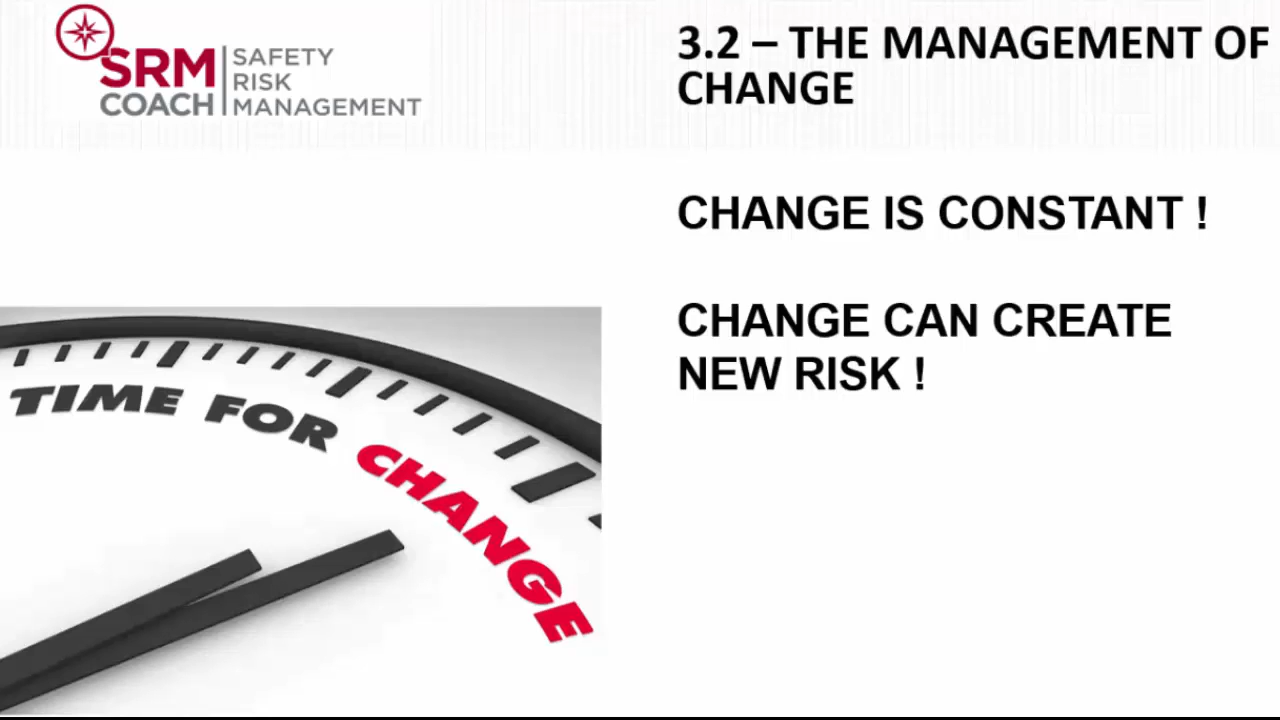 SRM
COACH
SAFETY
RISK
MANAGEMENT
3.2 – THE MANAGEMENT OF
CHANGE
CHANGE IS CONSTANT !
CHANGE CAN CREATE
NEW RISK !
TIME FOR CHANGE